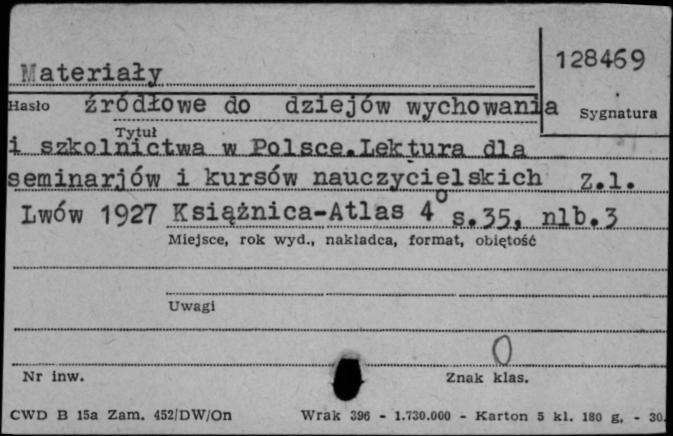 128469
Materiały
Hasło źródłowe do dziejów wychowania Sygnatura
Tytuł
i szkolnictwa w Polsce.Lektura dla
seminarjów i kursów nauczycielskich Z.1.
Lwów 1927 Książnica-Atlas 4° s.35, nlb.3
Miejsce, rok wyd., nakładca, format, objętość
Uwagi
0
Nr inw. Znak klas.
CWD B 15a Zam. 452/DW/On Wrak 396 - 1.730.000 - Karton 5 kl. 180 g. - 30.